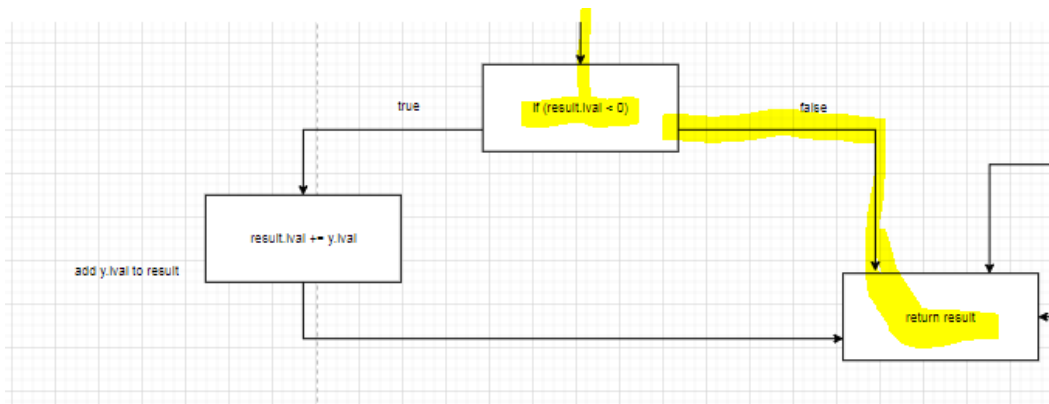 If (result.lval < 0)
true
false
result.lval += y.lval
add y.lval to result
return result